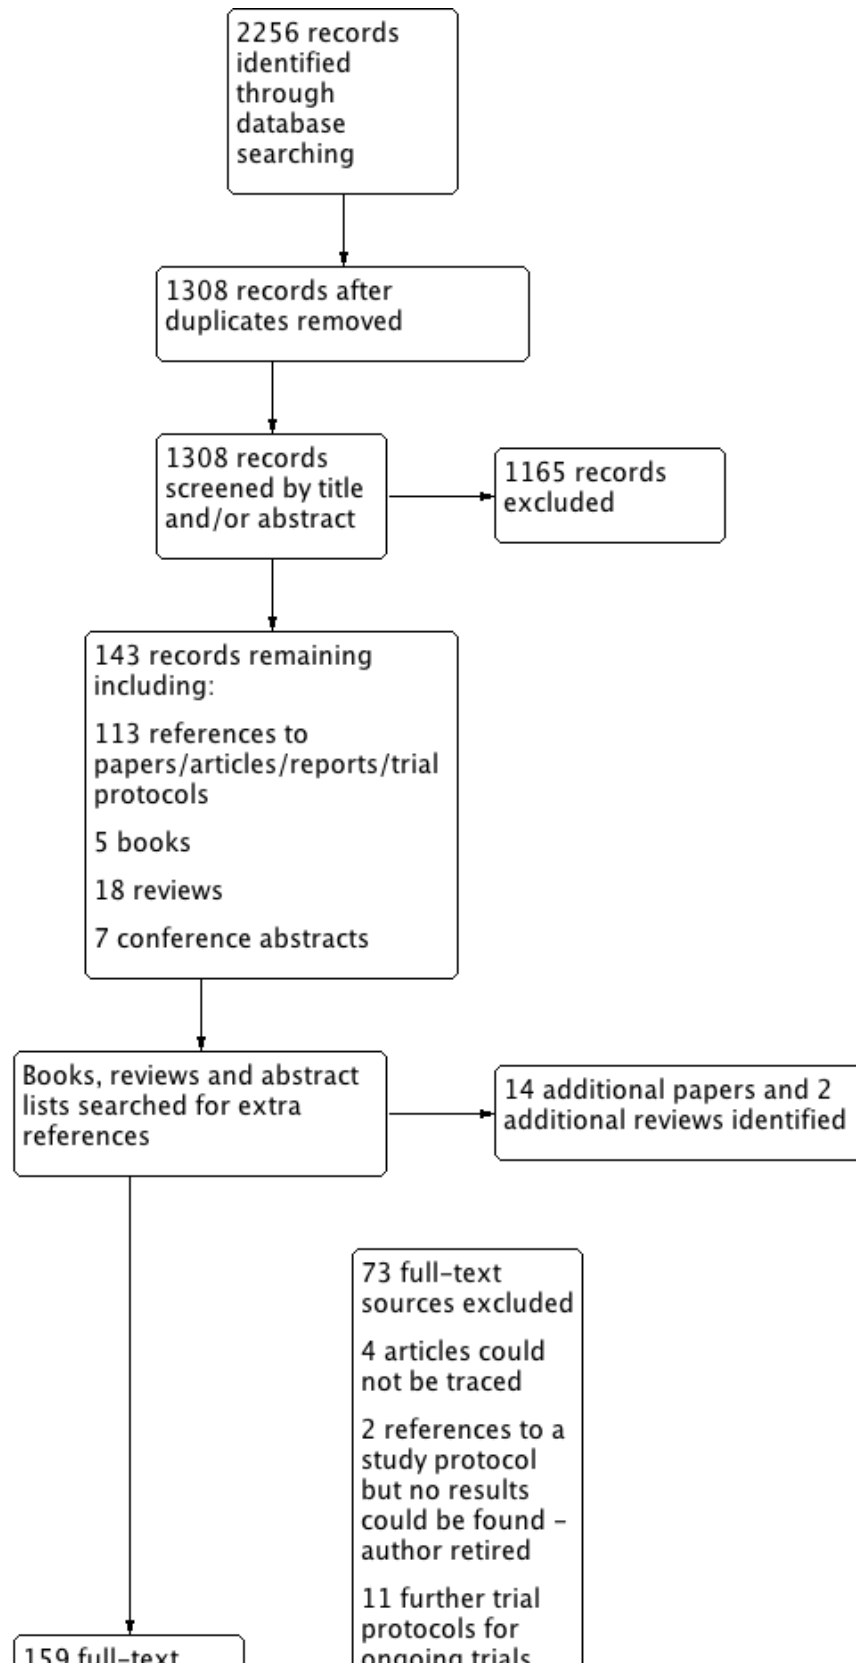 2256 records
identified
through
database
searching
1308 records after
duplicates removed
1308 records
screened by title
and/or abstract
1165 records
excluded
143 records remaining
including:
113 references to
papers/articles/reports/trial
protocols
5 books
18 reviews
7 conference abstracts
Books, reviews and abstract
lists searched for extra
references
14 additional papers and 2
additional reviews identified
73 full-text
sources excluded
4 articles could
not be traced
2 references to a
study protocol
but no results
could be found –
author retired
11 further trial
protocols for
ongoing trials
159 full-text